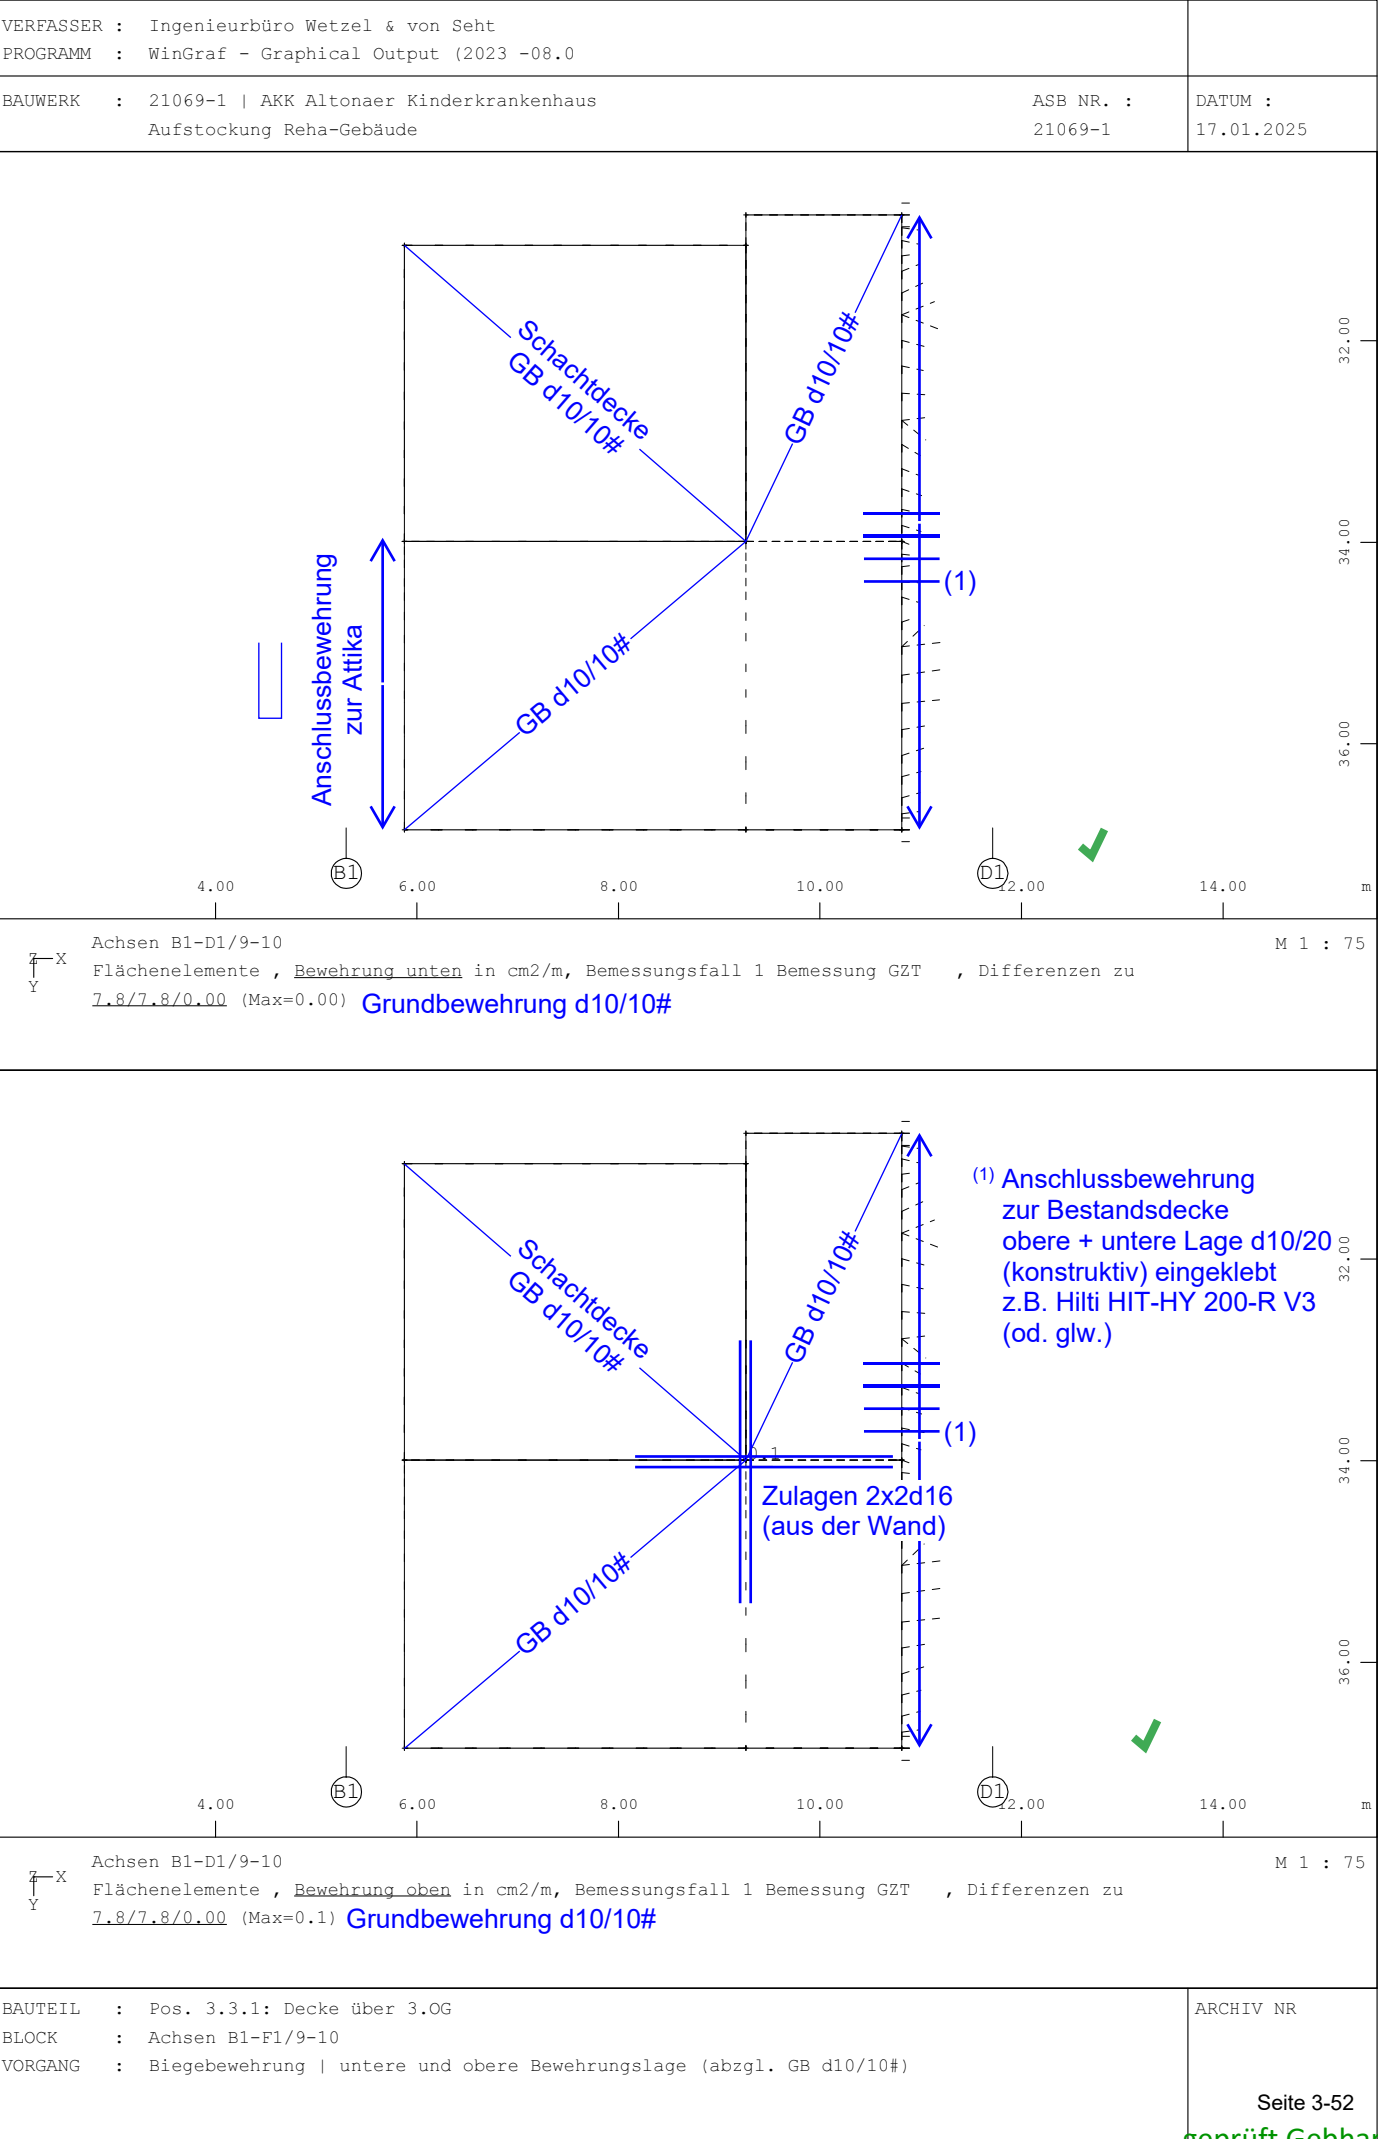 VERFASSER : Ingenieurbüro Wetzel & von Seht
PROGRAMM : WinGraf - Graphical Output (2023 -08.0
BAUWERK : 21069-1 | AKK Altonaer Kinderkrankenhaus
Aufstockung Reha-Gebäude
ASB NR. :
21069-1
DATUM :
17.01.2025
Schachtdecke
GB d10/10#
GB d10/10#
GB d10/10#
Anschlussbewehrung
zur Attika
(1)
32.00
34.00
36.00
B1
D1
4.00 6.00 8.00 10.00 12.00 14.00 m
Z X
Y
Achsen B1-D1/9-10
M 1 : 75
Flächenelemente , Bewehrung unten in cm2/m, Bemessungsfall 1 Bemessung GZT , Differenzen zu
7.8/7.8/0.00 (Max=0.00) Grundbewehrung d10/10#
Schachtdecke
GB d10/10#
GB d10/10#
GB d10/10#
(1) Anschlussbewehrung
zur Bestandsdecke
obere + untere Lage d10/20
(konstruktiv) eingeklebt
z.B. Hilti HIT-HY 200-R V3
(od. glw.)
(1)
0.1
Zulagen 2x2d16
(aus der Wand)
32.00
34.00
36.00
B1
D1
4.00 6.00 8.00 10.00 12.00 14.00 m
Z X
Y
Achsen B1-D1/9-10
M 1 : 75
Flächenelemente , Bewehrung oben in cm2/m, Bemessungsfall 1 Bemessung GZT , Differenzen zu
7.8/7.8/0.00 (Max=0.1) Grundbewehrung d10/10#
BAUTEIL : Pos. 3.3.1: Decke über 3.OG
BLOCK : Achsen B1-F1/9-10
VORGANG : Biegebewehrung | untere und obere Bewehrungslage (abzgl. GB d10/10#)
ARCHIV NR
Seite 3-52
geprüft